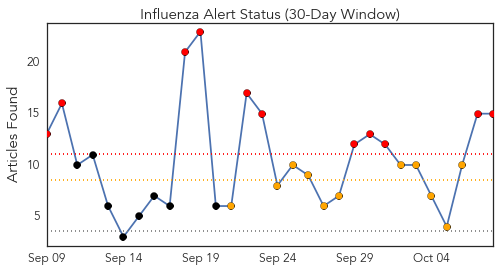 Influenza Alert Status (30-Day Window)
Articles Found
20
15
10
5
Sep 09 Sep 14 Sep 19 Sep 24 Sep 29 Oct 04